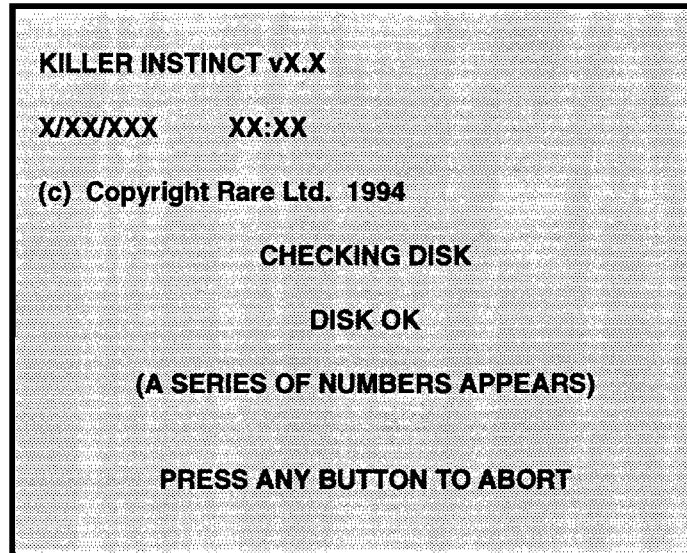 KILLER INSTINCT vX.X
X/XX/XXX XX:XX
(c) Copyright Rare Ltd. 1994
CHECKING DISK
DISK OK
(A SERIES OF NUMBERS APPEARS)
PRESS ANY BUTTON TO ABORT